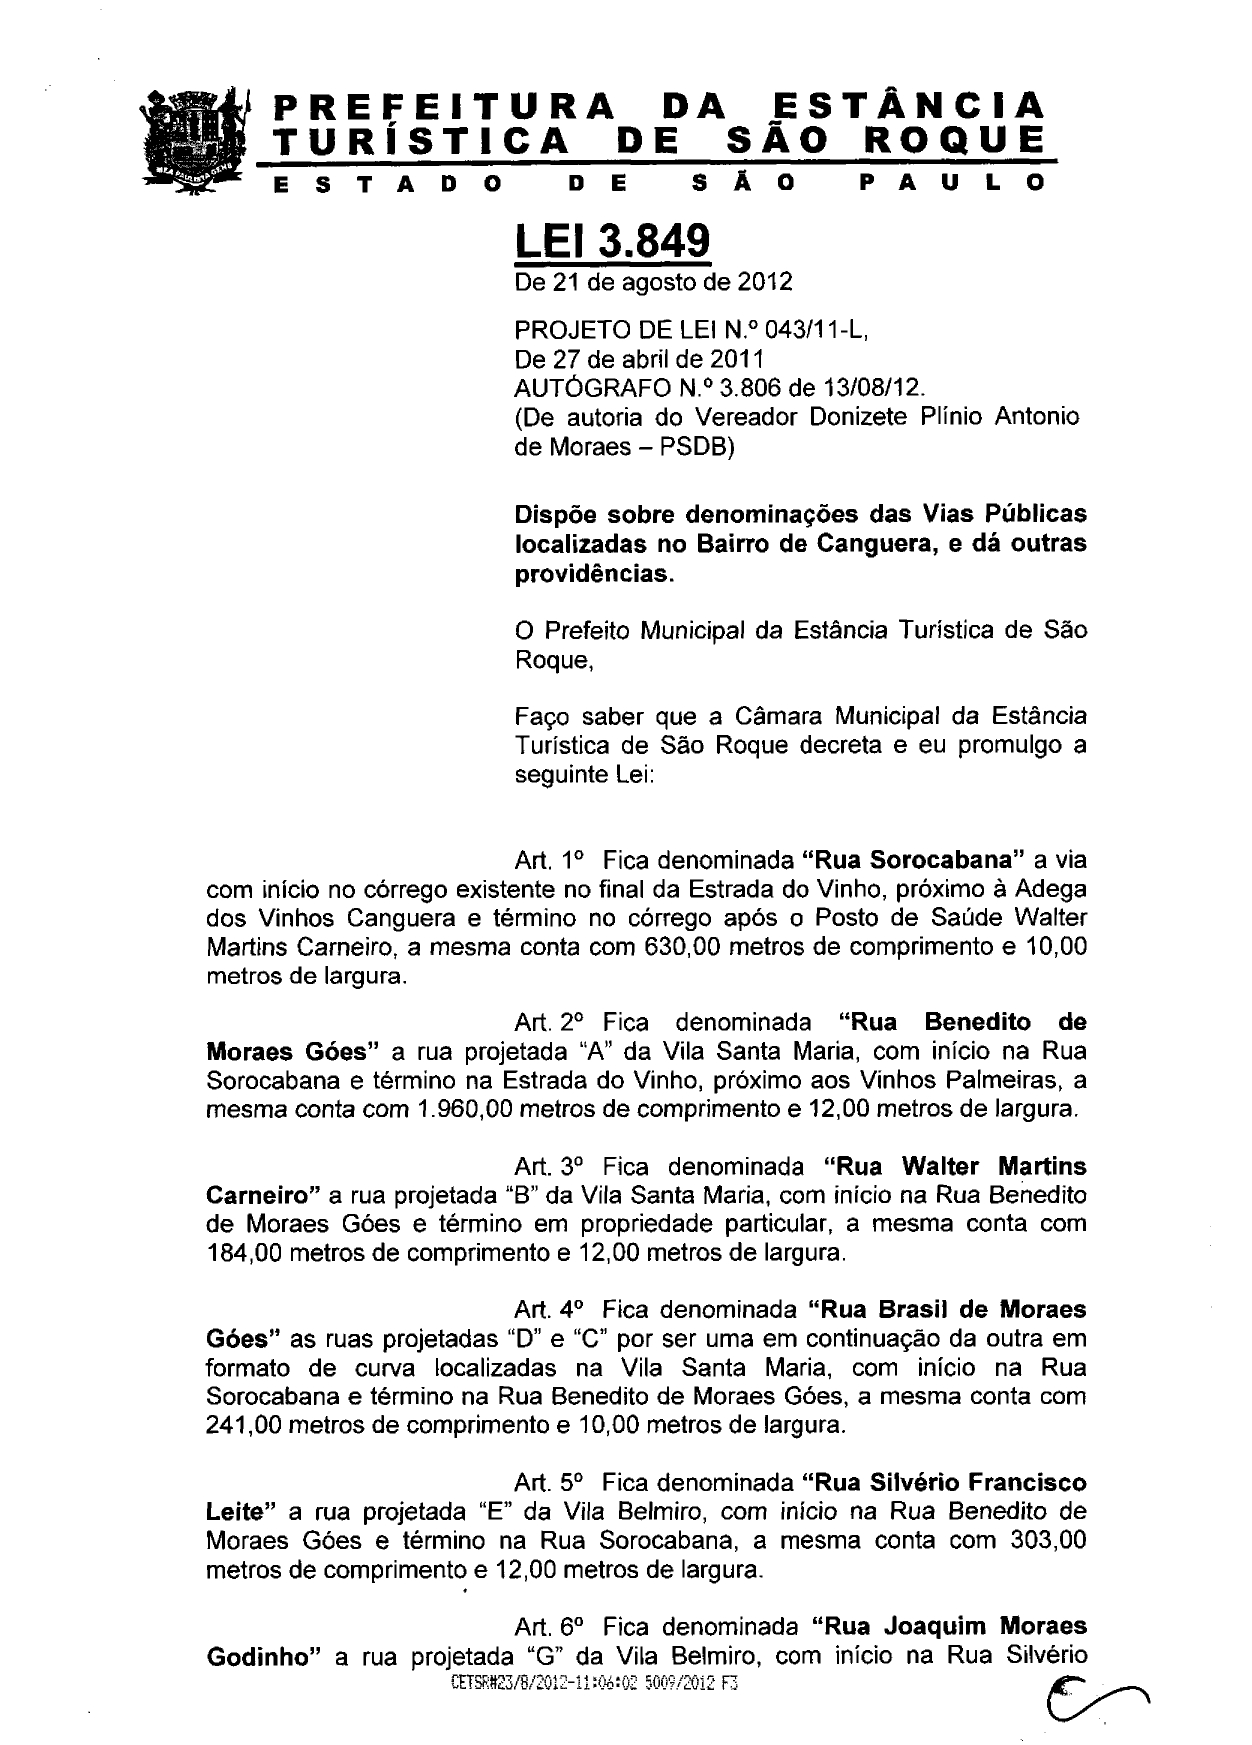 PREFEITURA DA ESTÂNCIA
TURÍSTICA DE SÃO ROQUE
ESTADO DE SÃO PAULO
LEI 3.849
De 21 de agosto de 2012
PROJETO DE LEI N.º 043/11-L,
De 27 de abril de 2011
AUTÓGRAFO N.º 3.806 de 13/08/12.
(De autoria do Vereador Donizete Plínio Antonio
de Moraes – PSDB)
Dispõe sobre denominações das Vias Públicas
localizadas no Bairro de Canguera, e dá outras
providências.
O Prefeito Municipal da Estância Turística de São
Roque,
Faço saber que a Câmara Municipal da Estância
Turística de São Roque decreta e eu promulgo a
seguinte Lei:
Art. 1º Fica denominada “Rua Sorocabana” a via
com início no córrego existente no final da Estrada do Vinho, próximo à Adega
dos Vinhos Canguera e término no córrego após o Posto de Saúde Walter
Martins Carneiro, a mesma conta com 630,00 metros de comprimento e 10,00
metros de largura.
Art. 2º Fica denominada “Rua Benedito de
Moraes Góes” a rua projetada “A” da Vila Santa Maria, com início na Rua
Sorocabana e término na Estrada do Vinho, próximo aos Vinhos Palmeiras, a
mesma conta com 1.960,00 metros de comprimento e 12,00 metros de largura.
Art. 3º Fica denominada “Rua Walter Martins
Carneiro” a rua projetada “B” da Vila Santa Maria, com início na Rua Benedito
de Moraes Góes e término em propriedade particular, a mesma conta com
184,00 metros de comprimento e 12,00 metros de largura.
Art. 4º Fica denominada “Rua Brasil de Moraes
Góes” as ruas projetadas “D” e “C” por ser uma em continuação da outra em
formato de curva localizadas na Vila Santa Maria, com início na Rua
Sorocabana e término na Rua Benedito de Moraes Góes, a mesma conta com
241,00 metros de comprimento e 10,00 metros de largura.
Art. 5º Fica denominada “Rua Silvério Francisco
Leite” a rua projetada “E” da Vila Belmiro, com início na Rua Benedito de
Moraes Góes e término na Rua Sorocabana, a mesma conta com 303,00
metros de comprimento e 12,00 metros de largura.
Art. 6º Fica denominada “Rua Joaquim Moraes
Godinho” a rua projetada “G” da Vila Belmiro, com início na Rua Silvério
CETSR#23/8/2012-11:06:02 5009/2012 F3